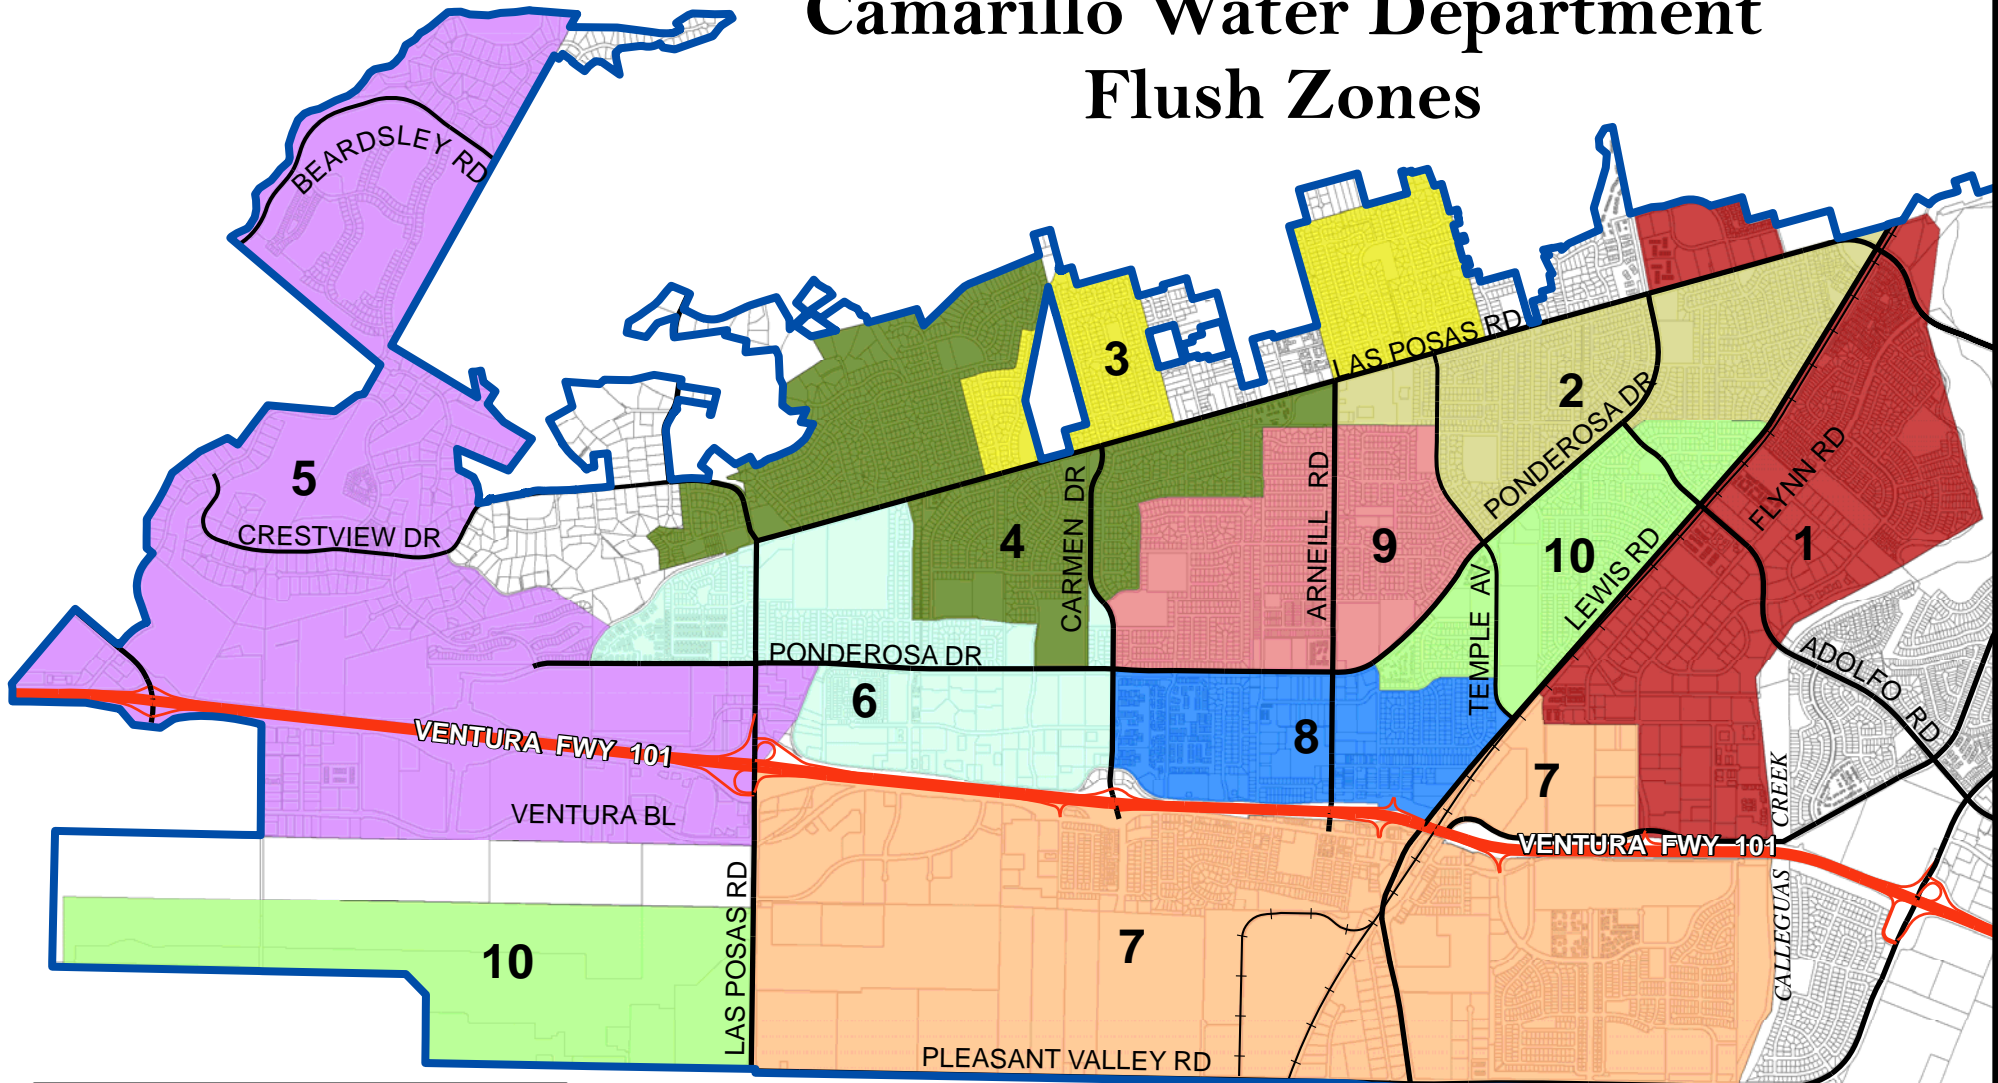 Camarillo Water Department
Flush Zones
BEARDSLEY RD
3
LAS POSAS RD
2
PONDEROSA DR
5
CRESTVIEW DR
4
CARMEN DR
ARNEILL RD
9
10
TEMPLE AV
LEWIS RD
FLYNN RD
1
PONDEROSA DR
6
8
7
ADOLFO RD
VENTURA FWY 101
VENTURA BL
VENTURA FWY 101
CALLEGUAS CREEK
LAS POSAS RD
10
7
PLEASANT VALLEY RD